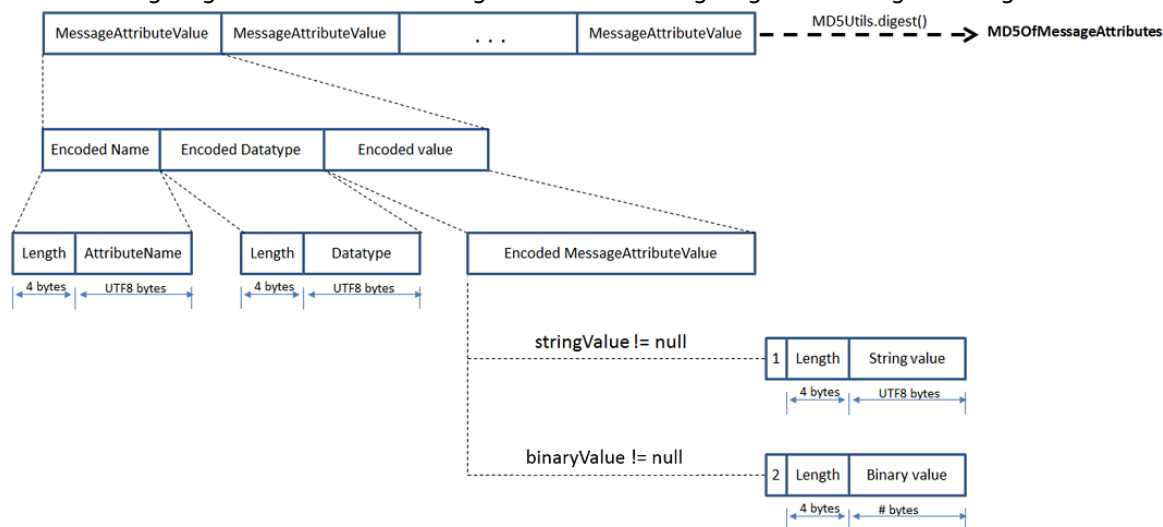 MD5Utils.digest()
MessageAttributeValue MessageAttributeValue . . . MessageAttributeValue MD5OfMessageAttributes
Encoded Name Encoded Datatype Encoded value
Length AttributeName Length Datatype Encoded MessageAttributeValue
4 bytes UTF8 bytes 4 bytes UTF8 bytes
stringValue != null
1 Length String value
4 bytes UTF8 bytes
binaryValue != null
2 Length Binary value
4 bytes # bytes